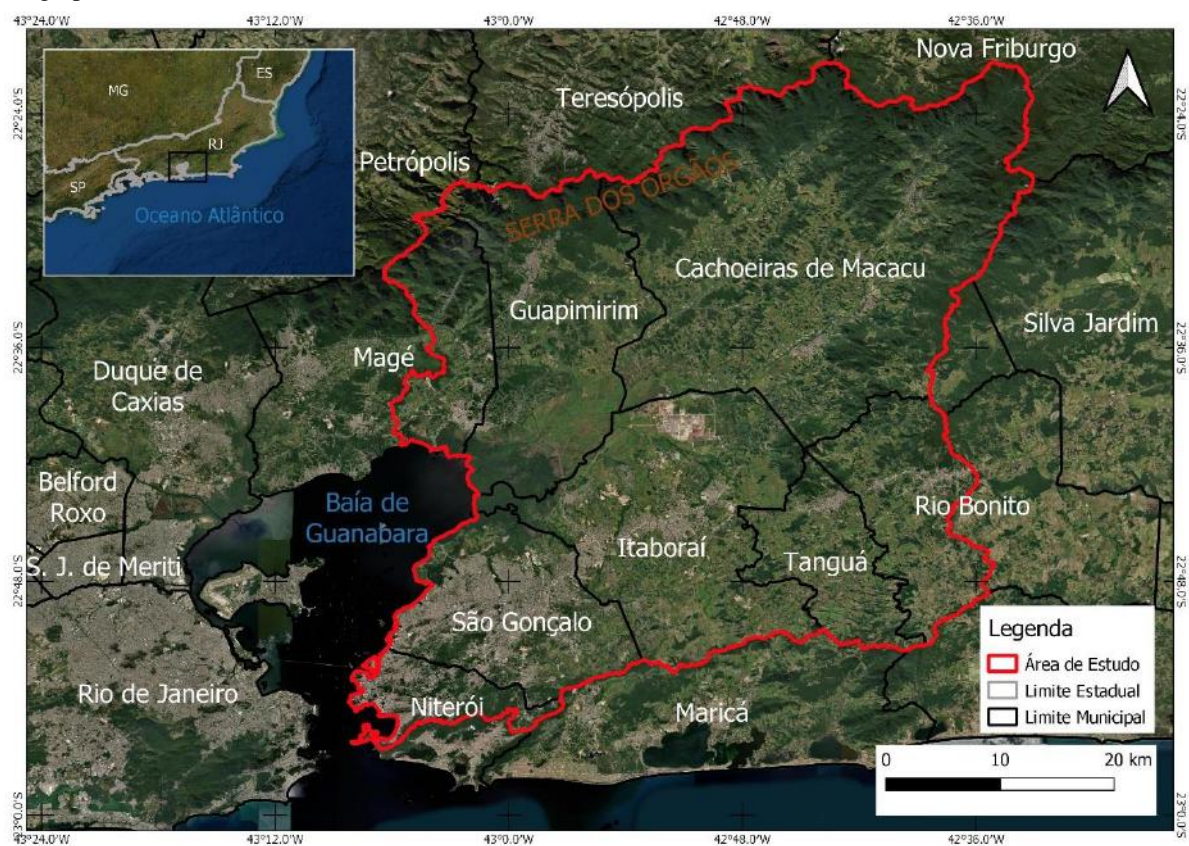 43°24.0'W 43°12.0'W 43°0.0'W 42°48.0'W 42°36.0'W
MG
ES
RJ
SP
Oceano Atlântico
Nova Friburgo
Teresópolis
Petrópolis
SERRA DOS ÓRGÃOS
22°24.0'S 22°24.0'S
Cachoeiras de Macacu
Guapimirim
Silva Jardim
22°36.0'S 22°36.0'S
Magé
Duque de
Caxias
Belford
Roxo
Baía de
Guanabara
Rio Bonito
Itaboraí
Tanguá
S. J. de Meriti
22°48.0'S 22°48.0'S
São Gonçalo
Rio de Janeiro
Niterói
Maricá
Legenda
Área de Estudo
Limite Estadual
Limite Municipal
0 10 20 km
23°0.0'S 23°0.0'S
43°24.0'W 43°12.0'W 43°0.0'W 42°48.0'W 42°36.0'W